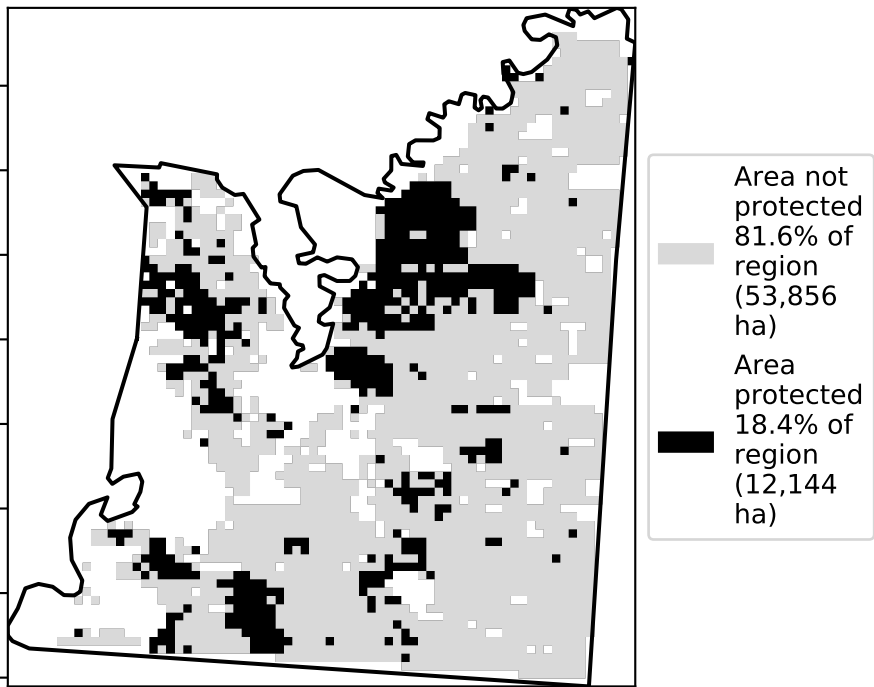 Area not
protected
81.6% of
region
(53,856
ha)
Area
protected
18.4% of
region
(12,144
ha)